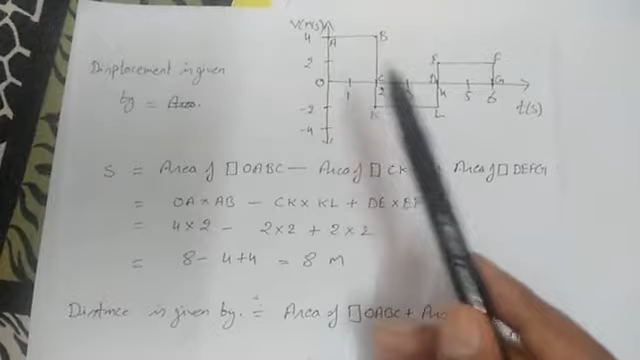 V(m/s)
4 A B
2
O 1 C 2 D 4 5 6 G
E F
-2 K L
-4
t(s)
Displacement is given
by = Area.
S = Area of □ OABC — Area of □ CK Area of □ DEFG
= OA × AB - CK × KL + DE × EF
= 4 × 2 - 2 × 2 + 2 × 2
= 8 - 4 + 4 = 8 M
Distance is given by = Area of □ OABC +